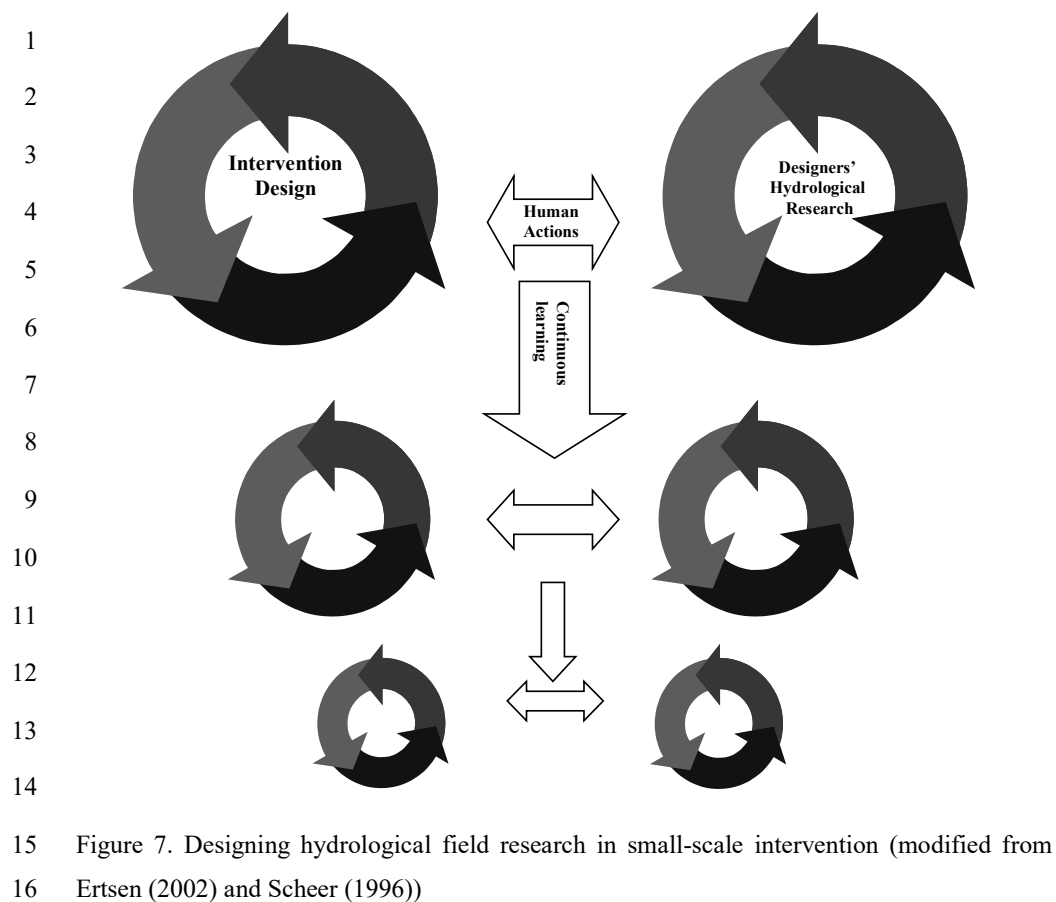 1
2
3
4
5
6
7
8
9
10
11
12
13
14
Intervention
Design
Designers’
Hydrological
Research
Human
Actions
Continuous
learning
15 Figure 7. Designing hydrological field research in small-scale intervention (modified from
16 Ertsen (2002) and Scheer (1996))